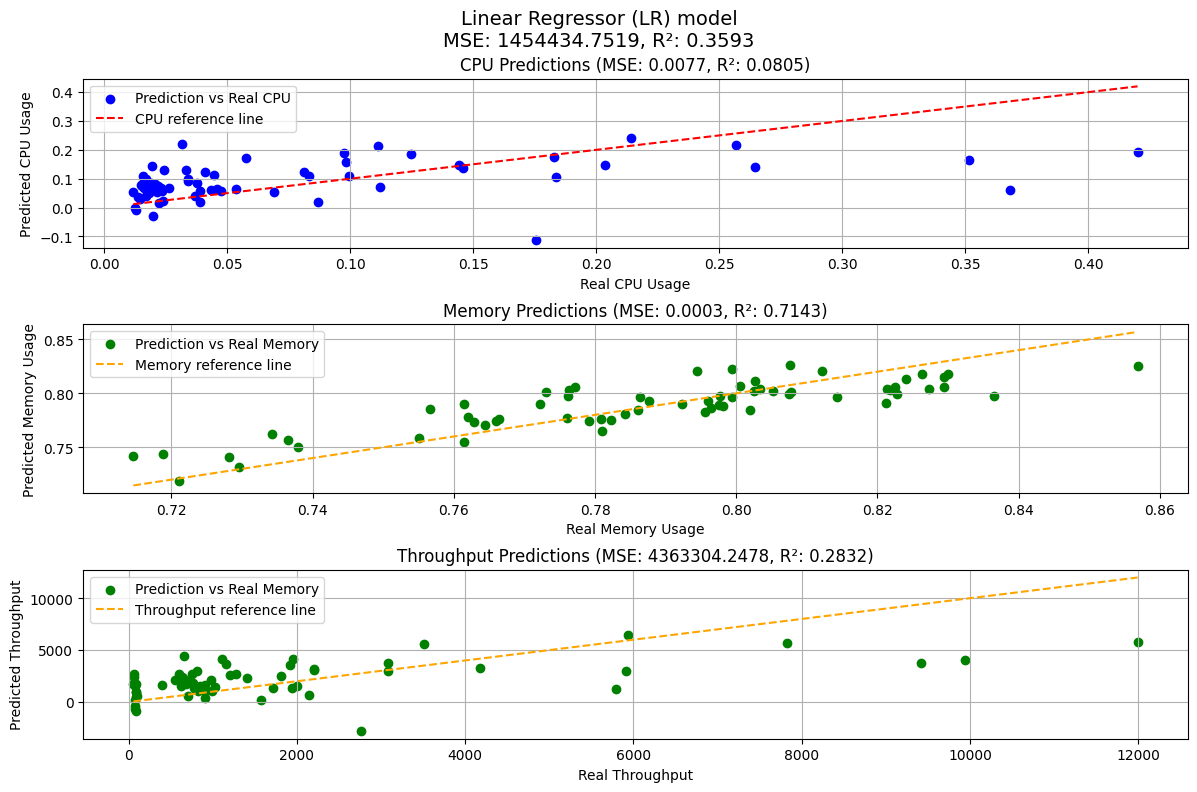 Linear Regressor (LR) model
MSE: 1454434.7519, R²: 0.3593
CPU Predictions (MSE: 0.0077, R²: 0.0805)
Predicted CPU Usage
0.4
0.3
0.2
0.1
0.0
−0.1
Prediction vs Real CPU
CPU reference line
0.00 0.05 0.10 0.15 0.20 0.25 0.30 0.35 0.40
Real CPU Usage
Memory Predictions (MSE: 0.0003, R²: 0.7143)
Predicted Memory Usage
0.85
0.80
0.75
Prediction vs Real Memory
Memory reference line
0.72 0.74 0.76 0.78 0.80 0.82 0.84 0.86
Real Memory Usage
Throughput Predictions (MSE: 4363304.2478, R²: 0.2832)
Predicted Throughput
10000
5000
0
Prediction vs Real Memory
Throughput reference line
0 2000 4000 6000 8000 10000 12000
Real Throughput